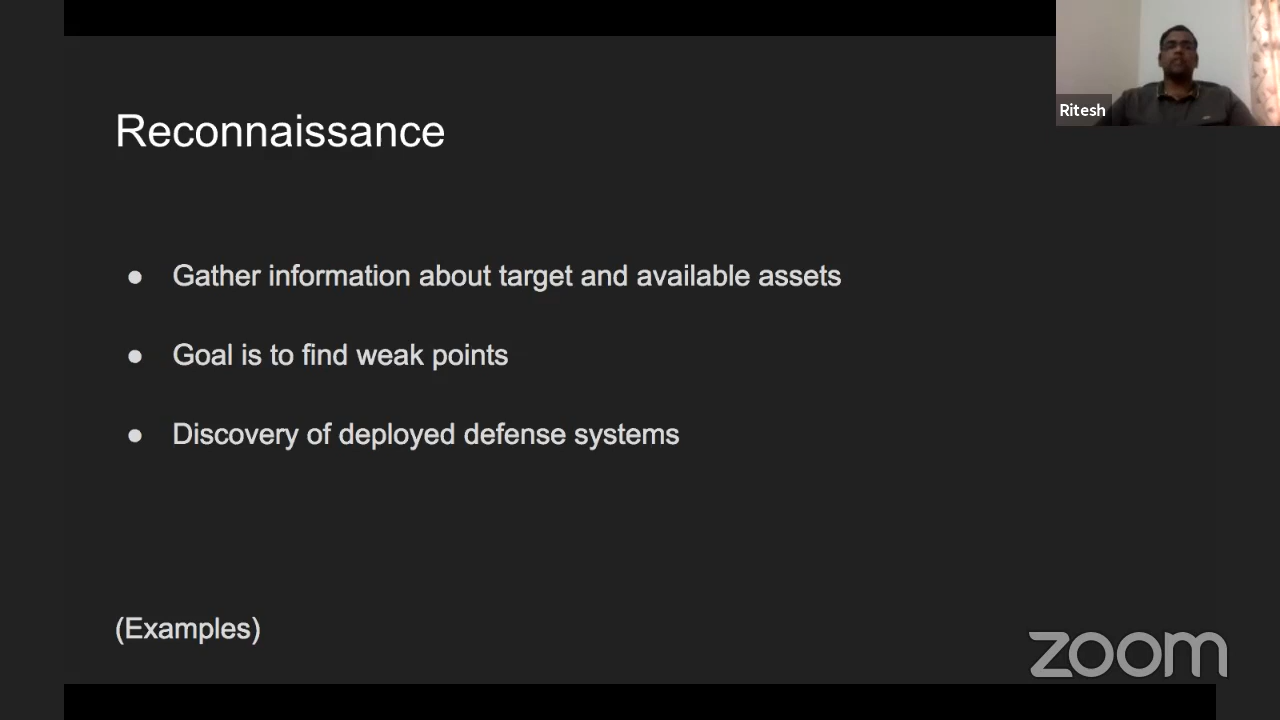 Ritesh
Reconnaissance
● Gather information about target and available assets
● Goal is to find weak points
● Discovery of deployed defense systems
(Examples)
zoom